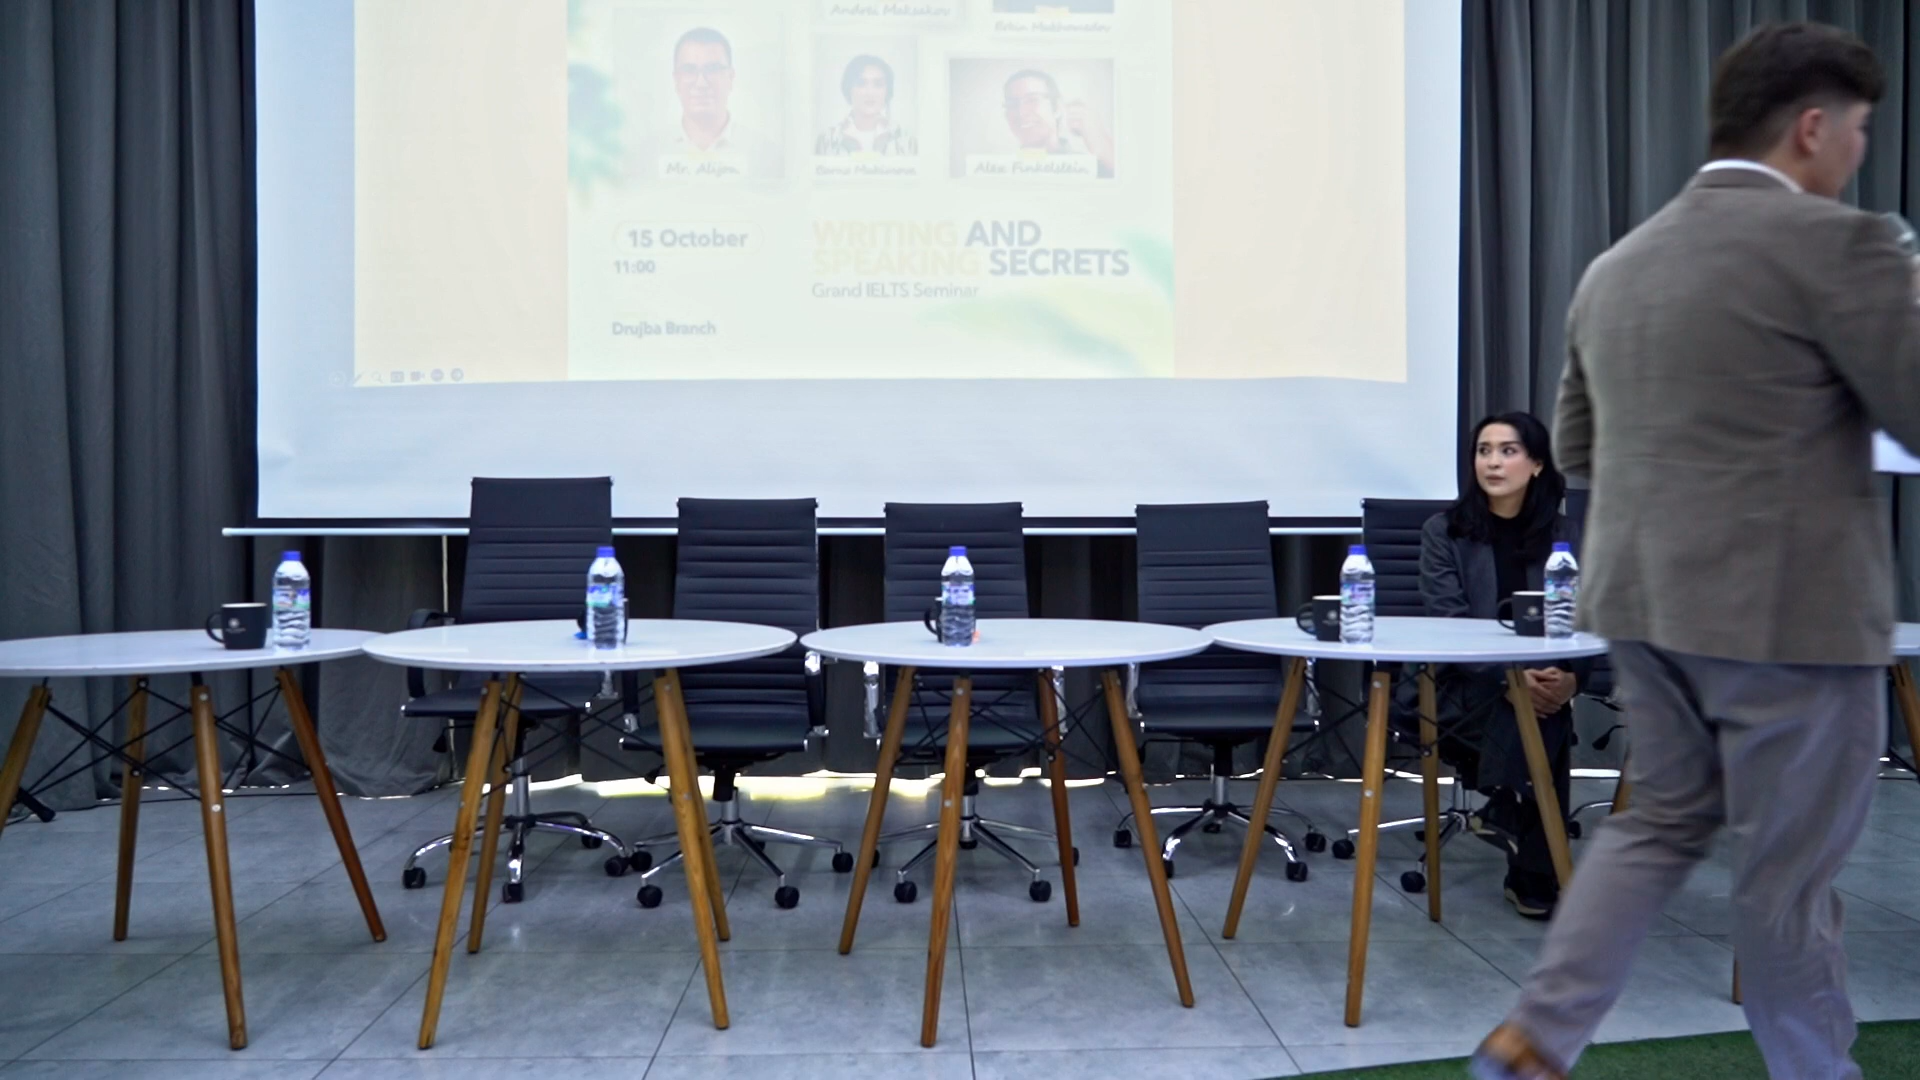 Andrei Maksakov
Mr. Alijon
Alex Finkelstein
15 October
11:00
WRITING AND
SPEAKING SECRETS
Grand IELTS Seminar
Drujba Branch